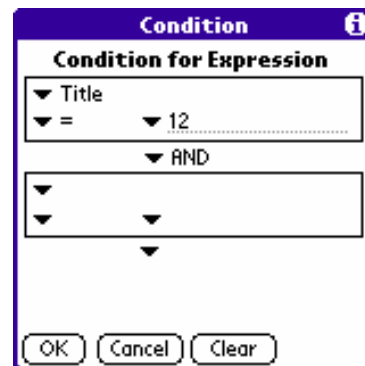 Condition i
Condition for Expression
Title
= 12
AND
OK Cancel Clear